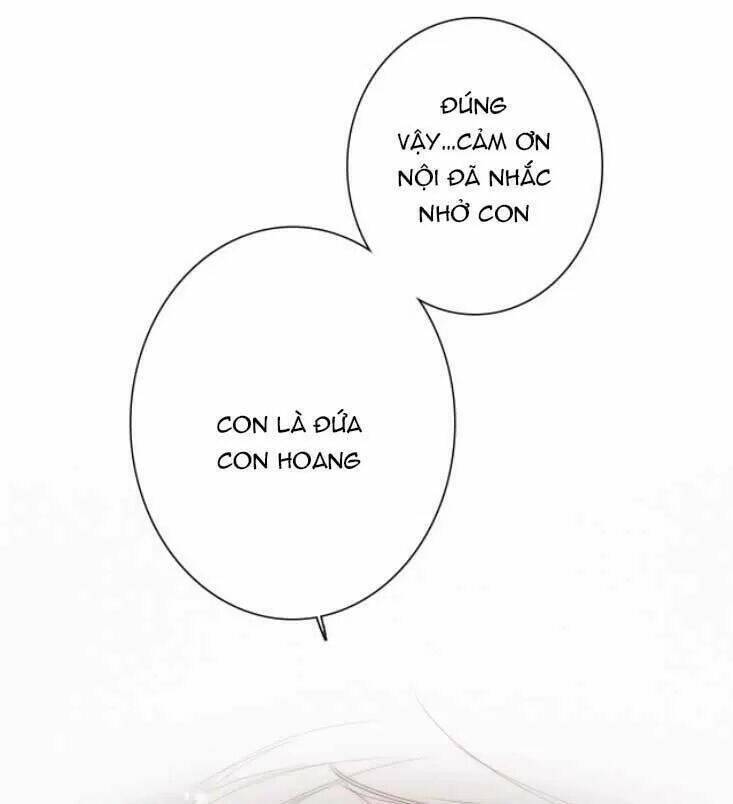 ĐÚNG
VẬY...CẢM ƠN
NỘI ĐÃ NHẮC
NHỞ CON
CON LÀ ĐỨA
CON HOANG